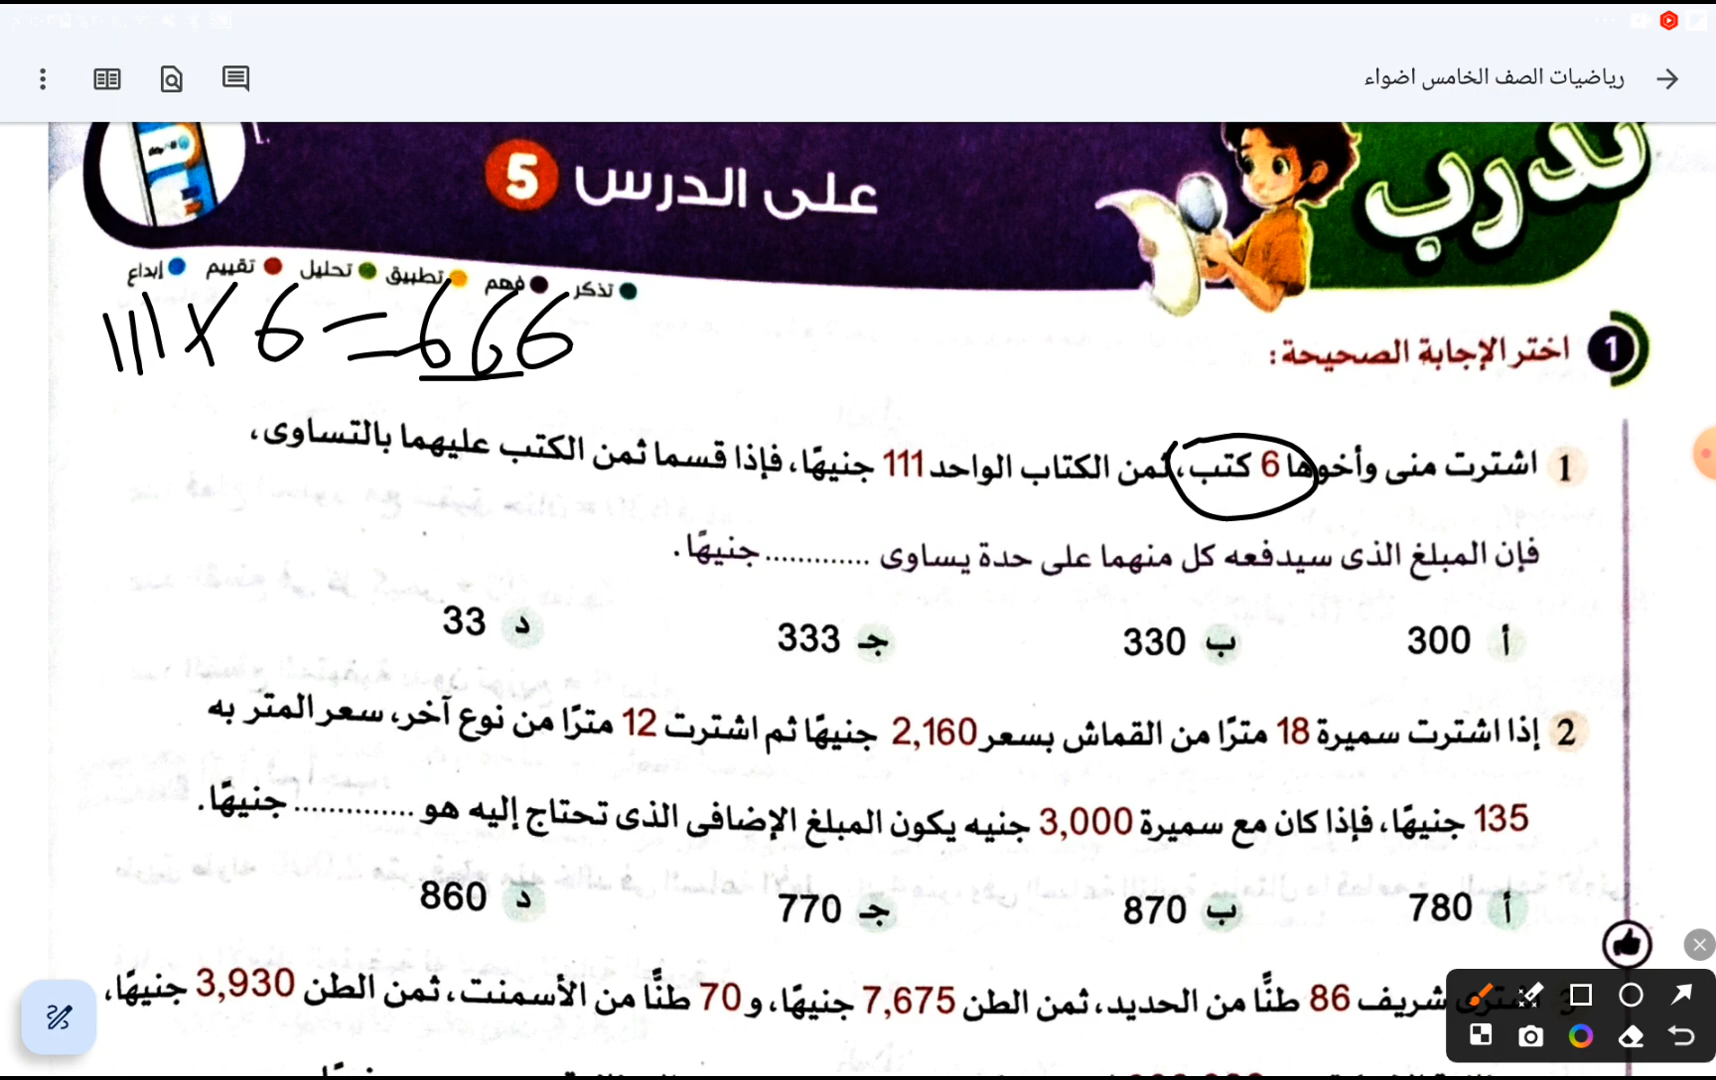 رياضيات الصف الخامس اضواء
تدرب
على الدرس 5
تذكر فهم تطبيق تحليل تقييم إبداع
111 X 6 = 666
1 اختر الإجابة الصحيحة:
1 اشترت منى وأخوها 6 كتب، ثمن الكتاب الواحد 111 جنيهًا، فإذا قسما ثمن الكتب عليهما بالتساوى،
فإن المبلغ الذى سيدفعه كل منهما على حدة يساوى ............ جنيهًا.
أ 300 ب 330 جـ 333 د 33
2 إذا اشترت سميرة 18 مترًا من القماش بسعر 2,160 جنيهًا ثم اشترت 12 مترًا من نوع آخر، سعر المتر به
135 جنيهًا، فإذا كان مع سميرة 3,000 جنيه يكون المبلغ الإضافى الذى تحتاج إليه هو ............ جنيهًا.
أ 780 ب 870 جـ 770 د 860
3 شريف 86 طنًّا من الحديد، ثمن الطن 7,675 جنيهًا، و 70 طنًّا من الأسمنت، ثمن الطن 3,930 جنيهًا،